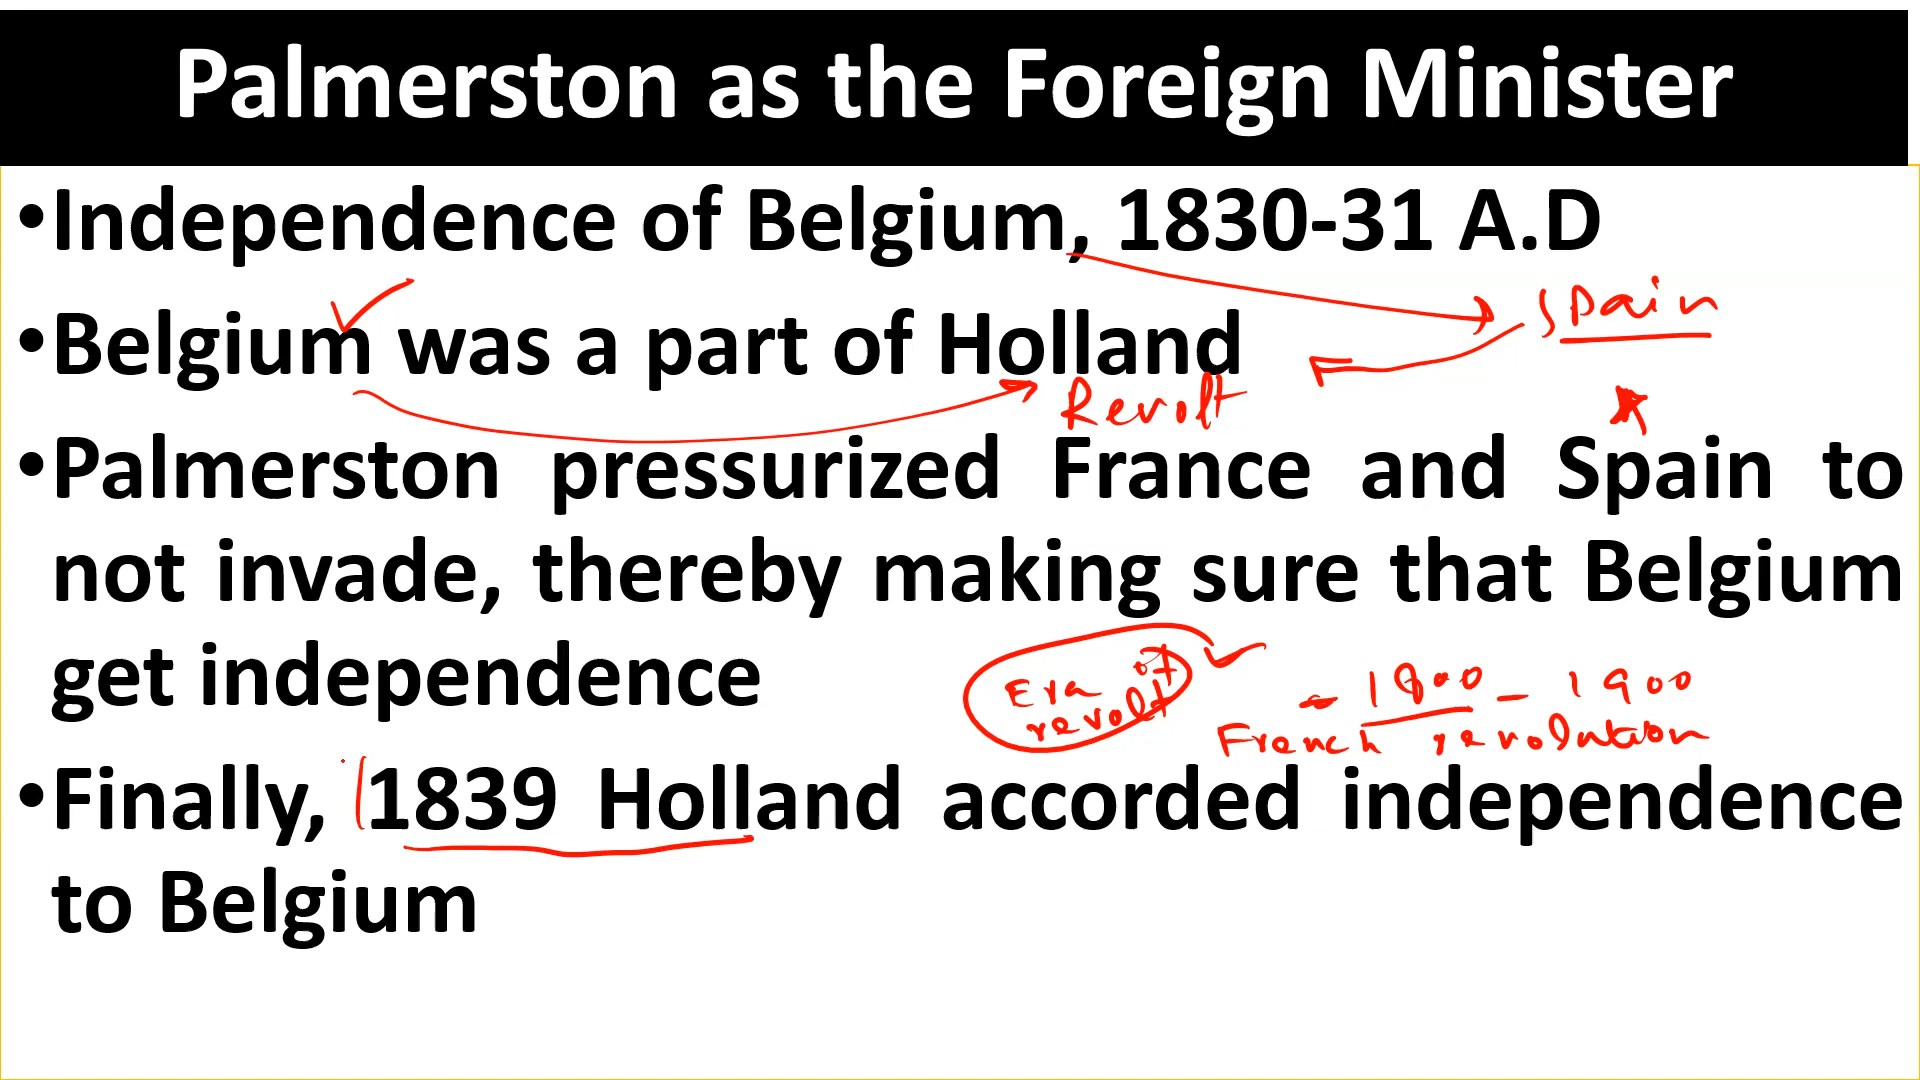 Palmerston as the Foreign Minister
•Independence of Belgium, 1830-31 A.D
Spain
•Belgium was a part of Holland
Revolt
•Palmerston pressurized France and Spain to
not invade, thereby making sure that Belgium
get independence
Era of
revolt
- 1800 - 1900
French revolution
•Finally, 1839 Holland accorded independence
to Belgium